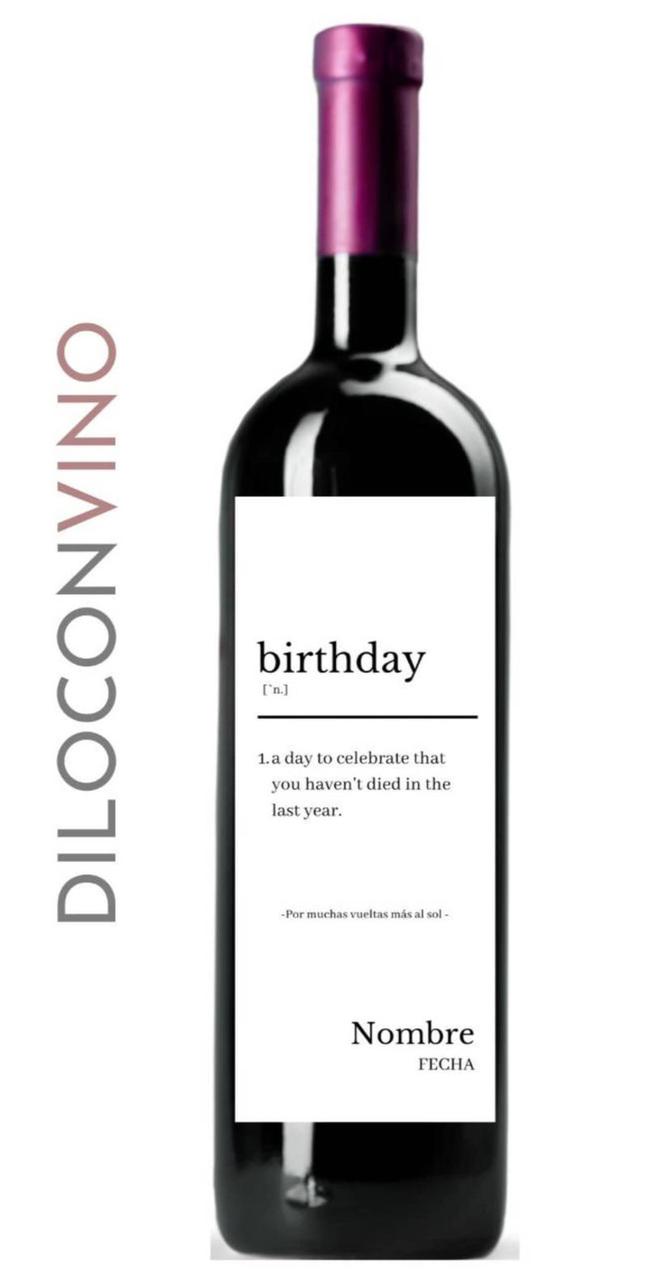 DILOCONVINO
birthday
[`n.]
1. a day to celebrate that
you haven't died in the
last year.
-Por muchas vueltas más al sol -
Nombre
FECHA